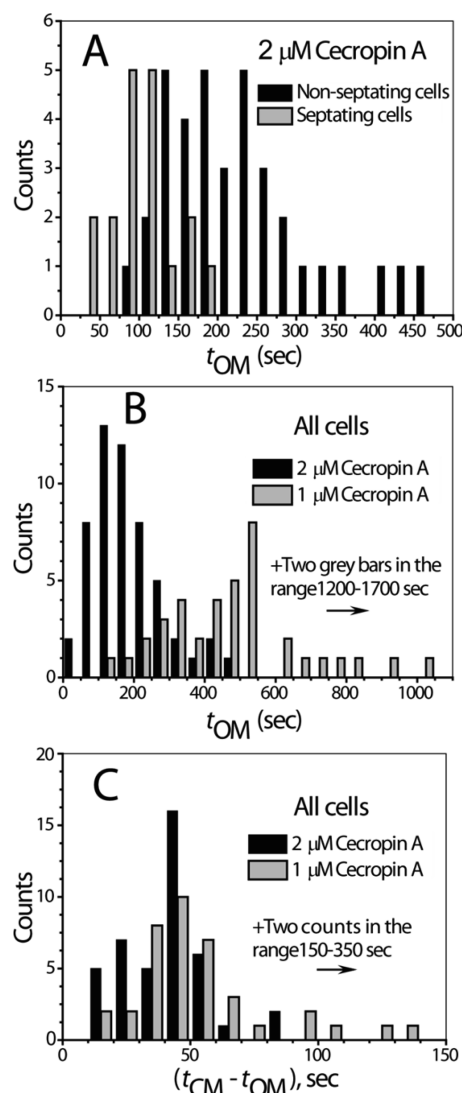 A
2 μM Cecropin A
Non-septating cells
Septating cells
Counts
6
5
4
3
2
1
0
0 50 100 150 200 250 300 350 400 450 500
tOM (sec)
B
All cells
2 μM Cecropin A
1 μM Cecropin A
+Two grey bars in the
range1200-1700 sec
Counts
15
10
5
0
0 200 400 600 800 1000
tOM (sec)
C
All cells
2 μM Cecropin A
1 μM Cecropin A
+Two counts in the
range150-350 sec
Counts
20
15
10
5
0
0 50 100 150
(tCM - tOM), sec